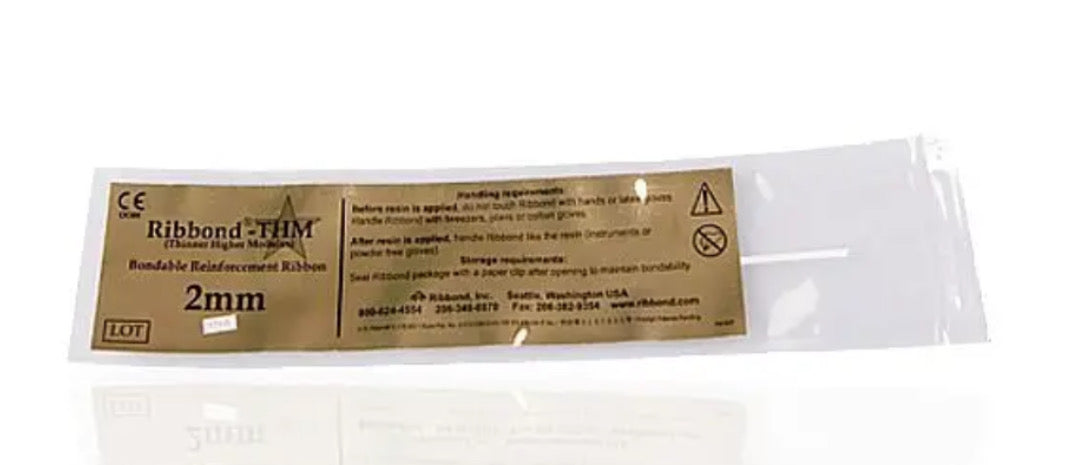 CE
Ribbond®-THM
(Thinner Higher Modulus)
Bondable Reinforcement Ribbon
2mm
LOT
Handling requirements
Before resin is applied, do not touch Ribbond with hands or latex gloves.
Handle Ribbond with tweezers, pliers or cotton gloves.
After resin is applied, handle Ribbond like the resin (instruments or
powder free gloves).
Storage requirements:
Seal Ribbond package with a paper clip after opening to maintain bondability.
Ribbond, Inc. Seattle, Washington USA
800-624-4554 206-340-8870 Fax: 206-382-9354 www.ribbond.com
LOT
2mm